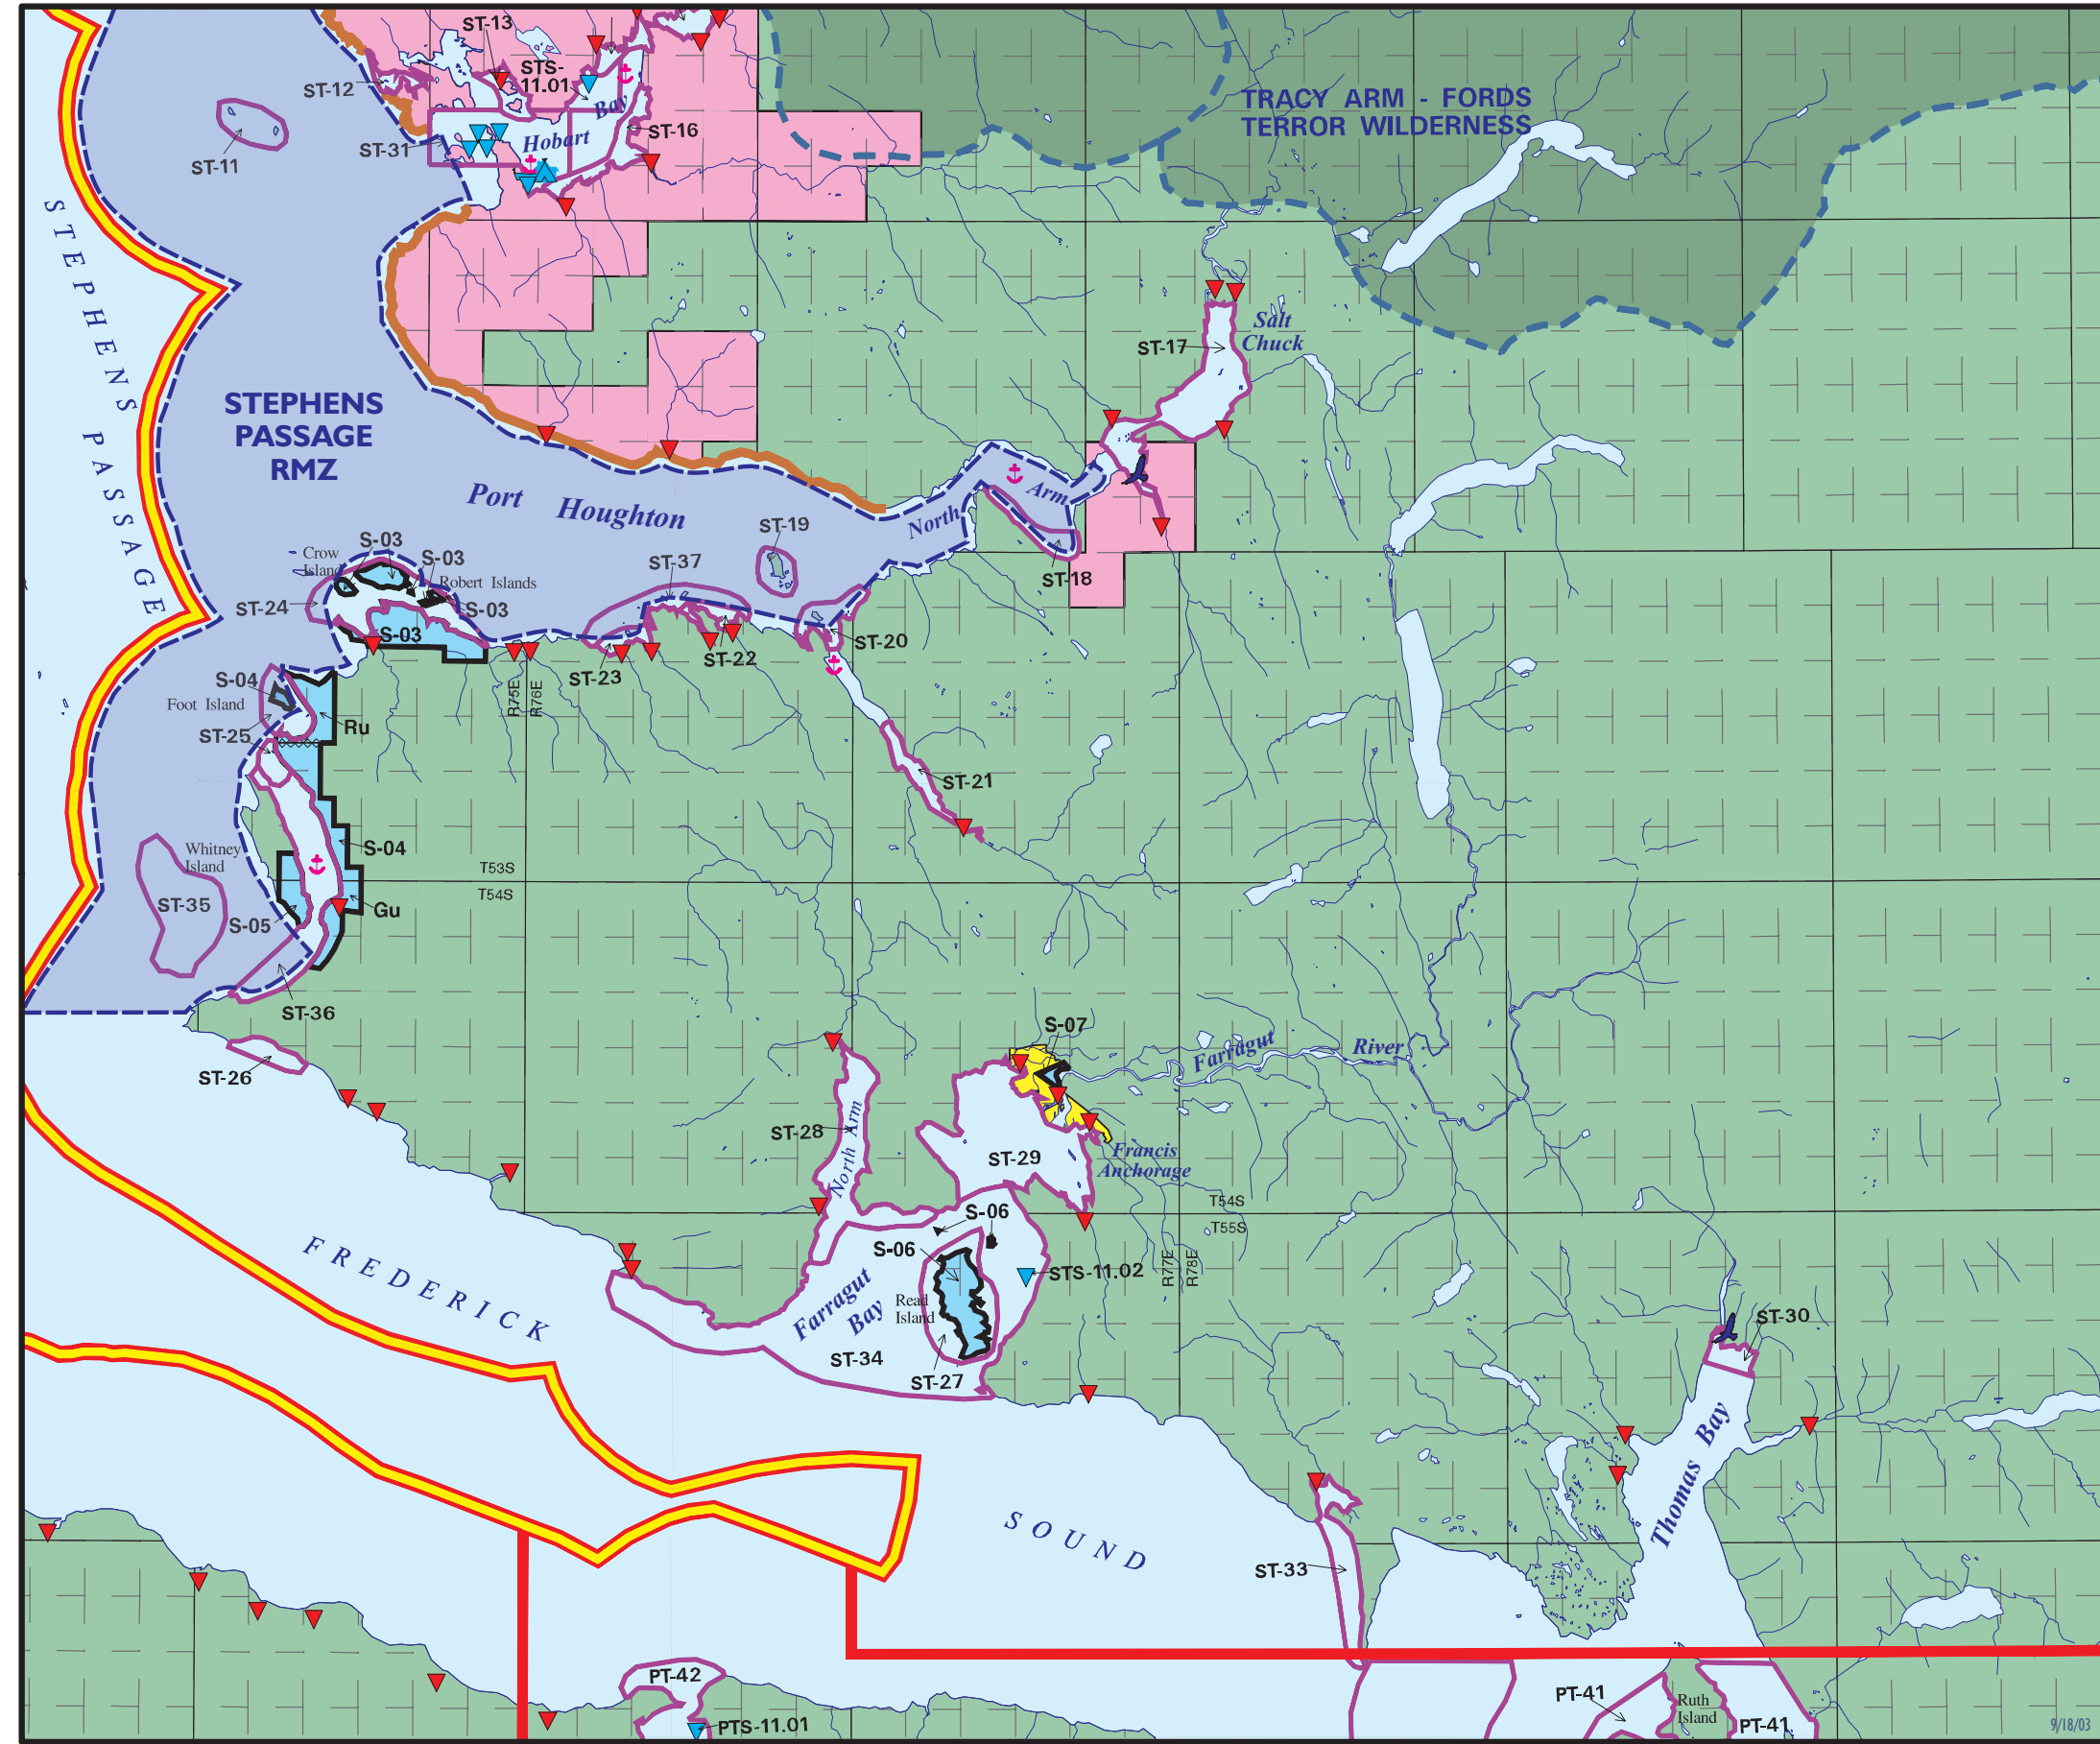 ST-13
STS-
11.01
ST-12
Bay
Hobart
ST-16
ST-31
ST-11
TRACY ARM - FORDS
TERROR WILDERNESS
STEPHENS PASSAGE
Salt
Chuck
ST-17
STEPHENS
PASSAGE
RMZ
Port Houghton
North
Arm
ST-19
ST-18
ST-37
S-03
Crow
Island
S-03
Robert Islands
S-03
ST-24
S-03
ST-20
ST-22
ST-23
S-04
Foot Island
R75E
R76E
Ru
ST-25
ST-21
Whitney
Island
S-04
T53S
T54S
ST-35
Gu
S-05
ST-36
ST-26
S-07
Farragut
River
ST-28
North Arm
ST-29
Francis
Anchorage
T54S
T55S
S-06
S-06
R77E
R78E
STS-11.02
FREDERICK
Farragut
Bay
Read
Island
ST-34
ST-27
ST-30
Thomas Bay
SOUND
ST-33
PT-42
PTS-11.01
PT-41
Ruth
Island
PT-41
9/18/03